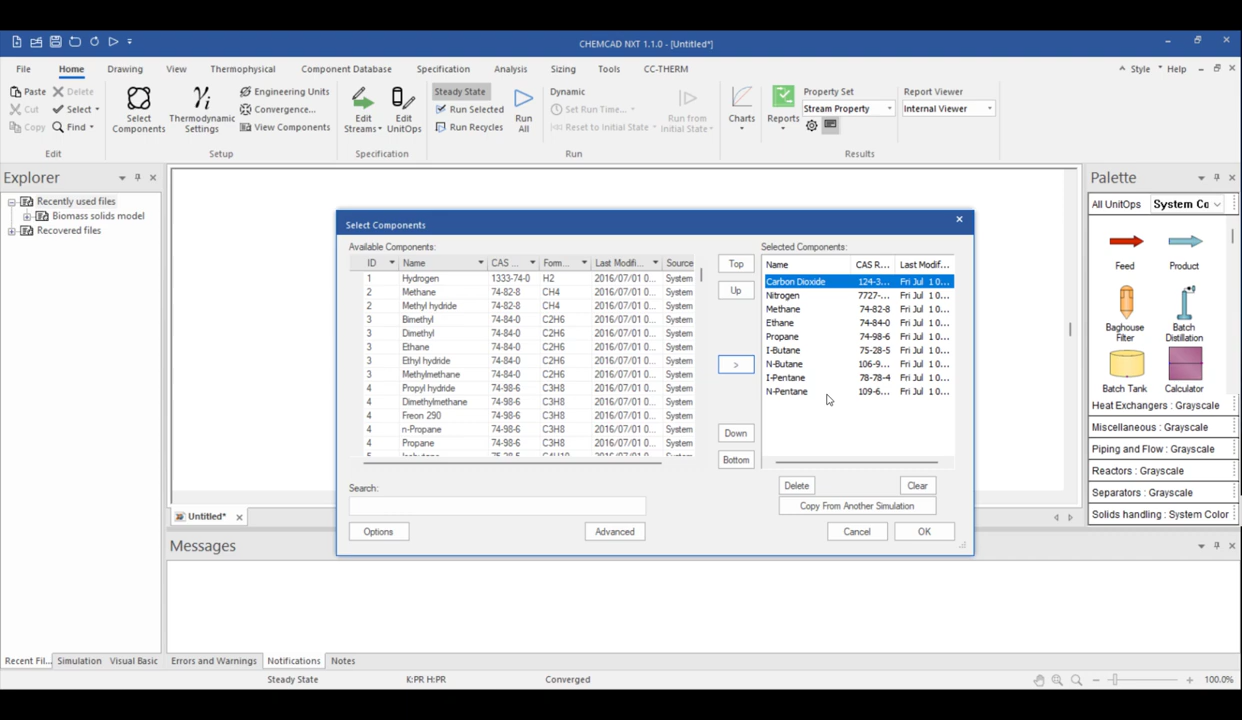 CHEMCAD NXT 1.1.0 - [Untitled*]
File Home Drawing View Thermophysical Component Database Specification Analysis Sizing Tools CC-THERM Style Help
Paste Delete
Cut Select
Copy Find
Edit
Select Components
Thermodynamic Settings
Engineering Units
Convergence...
View Components
Setup
Edit Streams
Edit UnitOps
Specification
Steady State
Run Selected
Run Recycles
Run All
Dynamic
Set Run Time...
Reset to Initial State
Run from Initial State
Run
Charts
Reports
Property Set
Stream Property
Report Viewer
Internal Viewer
Results
Explorer
Recently used files
Biomass solids model
Recovered files
Select Components
Available Components:
ID Name CAS ... Form... Last Modifi... Source
1 Hydrogen 1333-74-0 H2 2016/07/01 0... System
2 Methane 74-82-8 CH4 2016/07/01 0... System
2 Methyl hydride 74-82-8 CH4 2016/07/01 0... System
3 Bimethyl 74-84-0 C2H6 2016/07/01 0... System
3 Dimethyl 74-84-0 C2H6 2016/07/01 0... System
3 Ethane 74-84-0 C2H6 2016/07/01 0... System
3 Ethyl hydride 74-84-0 C2H6 2016/07/01 0... System
3 Methylmethane 74-84-0 C2H6 2016/07/01 0... System
4 Propyl hydride 74-98-6 C3H8 2016/07/01 0... System
4 Dimethylmethane 74-98-6 C3H8 2016/07/01 0... System
4 Freon 290 74-98-6 C3H8 2016/07/01 0... System
4 n-Propane 74-98-6 C3H8 2016/07/01 0... System
4 Propane 74-98-6 C3H8 2016/07/01 0... System
Top
Up
>
Down
Bottom
Selected Components:
Name CAS R... Last Modif...
Carbon Dioxide 124-3... Fri Jul 1 0...
Nitrogen 7727-... Fri Jul 1 0...
Methane 74-82-8 Fri Jul 1 0...
Ethane 74-84-0 Fri Jul 1 0...
Propane 74-98-6 Fri Jul 1 0...
I-Butane 75-28-5 Fri Jul 1 0...
N-Butane 106-9... Fri Jul 1 0...
I-Pentane 78-78-4 Fri Jul 1 0...
N-Pentane 109-6... Fri Jul 1 0...
Search:
Delete Clear
Copy From Another Simulation
Options Advanced Cancel OK
Palette
All UnitOps System Co
Feed Product
Baghouse Filter
Batch Distillation
Batch Tank Calculator
Heat Exchangers : Grayscale
Miscellaneous : Grayscale
Piping and Flow : Grayscale
Reactors : Grayscale
Separators : Grayscale
Solids handling : System Color
Untitled*
Messages
Recent Fil... Simulation Visual Basic
Errors and Warnings Notifications Notes
Steady State K:PR H:PR Converged 100.0%